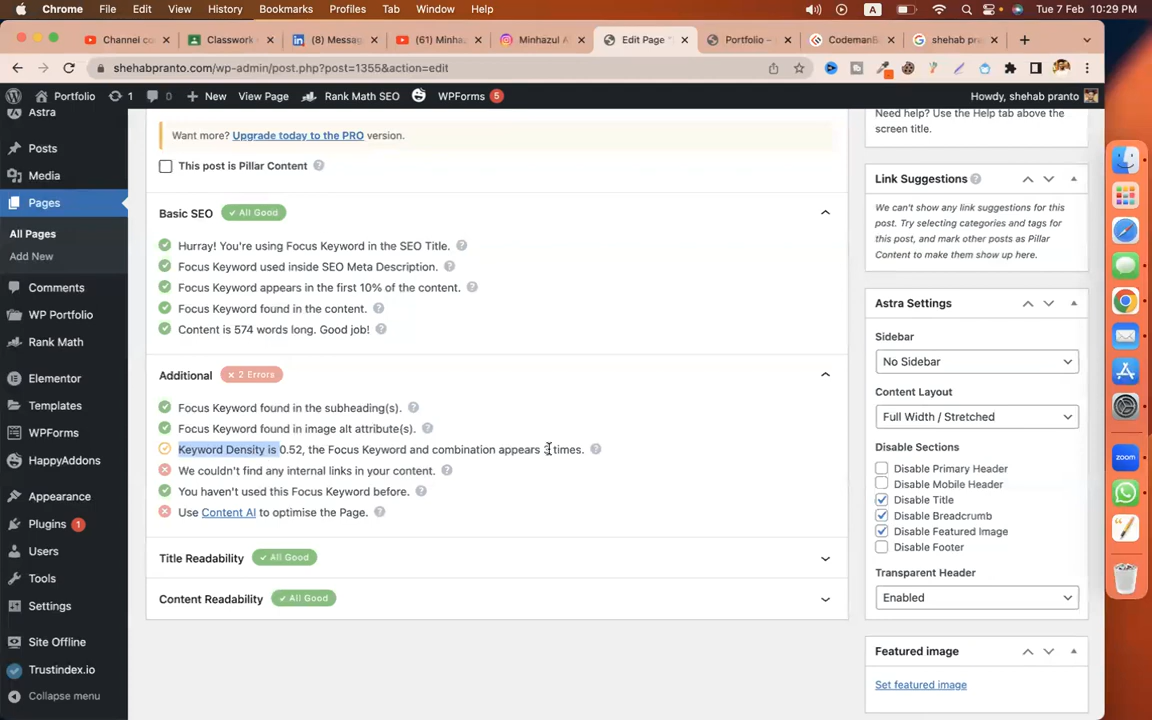 Chrome File Edit View History Bookmarks Profiles Tab Window Help A Tue 7 Feb 10:29 PM
Channel co Classwork (8) Messag (61) Minha Minhazul A Edit Page " Portfolio – CodemanB shehab pra
shehabpranto.com/wp-admin/post.php?post=1355&action=edit
Portfolio 1 0 New View Page Rank Math SEO WPForms 5 Howdy, shehab pranto
Astra
Posts
Media
Pages
All Pages
Add New
Comments
WP Portfolio
Rank Math
Elementor
Templates
WPForms
HappyAddons
Appearance
Plugins 1
Users
Tools
Settings
Site Offline
Trustindex.io
Collapse menu
Want more? Upgrade today to the PRO version.
This post is Pillar Content
Basic SEO All Good
Hurray! You're using Focus Keyword in the SEO Title.
Focus Keyword used inside SEO Meta Description.
Focus Keyword appears in the first 10% of the content.
Focus Keyword found in the content.
Content is 574 words long. Good job!
Additional × 2 Errors
Focus Keyword found in the subheading(s).
Focus Keyword found in image alt attribute(s).
Keyword Density is 0.52, the Focus Keyword and combination appears 3 times.
We couldn't find any internal links in your content.
You haven't used this Focus Keyword before.
Use Content AI to optimise the Page.
Title Readability All Good
Content Readability All Good
Need help? Use the Help tab above the
screen title.
Link Suggestions
We can't show any link suggestions for this
post. Try selecting categories and tags for
this post, and mark other posts as Pillar
Content to make them show up here.
Astra Settings
Sidebar
No Sidebar
Content Layout
Full Width / Stretched
Disable Sections
Disable Primary Header
Disable Mobile Header
Disable Title
Disable Breadcrumb
Disable Featured Image
Disable Footer
Transparent Header
Enabled
Featured image
Set featured image
zoom